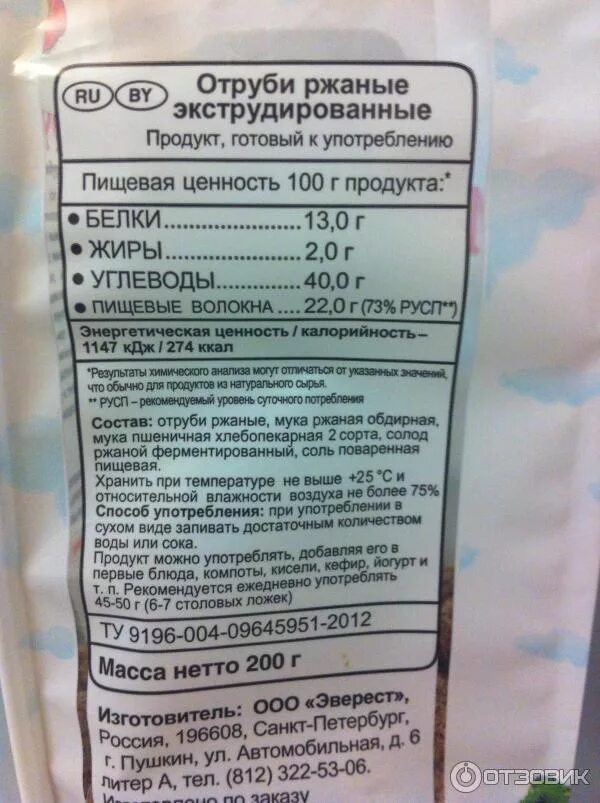 RU BY Отруби ржаные
экструдированные
Продукт, готовый к употреблению
Пищевая ценность 100 г продукта:*
• БЕЛКИ.....................13,0 г
• ЖИРЫ.....................2,0 г
• УГЛЕВОДЫ.............40,0 г
• ПИЩЕВЫЕ ВОЛОКНА ....22,0 г (73% РУСП**)
Энергетическая ценность / калорийность–
1147 кДж / 274 ккал
*Результаты химического анализа могут отличаться от указанных значений,
что обычно для продуктов из натурального сырья.
** РУСП – рекомендуемый уровень суточного потребления
Состав: отруби ржаные, мука ржаная обдирная,
мука пшеничная хлебопекарная 2 сорта, солод
ржаной ферментированный, соль поваренная
пищевая.
Хранить при температуре не выше +25 °С и
относительной влажности воздуха не более 75%
Способ употребления: при употреблении в
сухом виде запивать достаточным количеством
воды или сока.
Продукт можно употреблять, добавляя его в
первые блюда, компоты, кисели, кефир, йогурт и
т. п. Рекомендуется ежедневно употреблять
45-50 г (6-7 столовых ложек)
ТУ 9196-004-09645951-2012
Масса нетто 200 г
Изготовитель: ООО «Эверест»,
Россия, 196608, Санкт-Петербург,
г. Пушкин, ул. Автомобильная, д. 6
литер А, тел. (812) 322-53-06.
Изготовлено по заказу
ОТЗОВИК